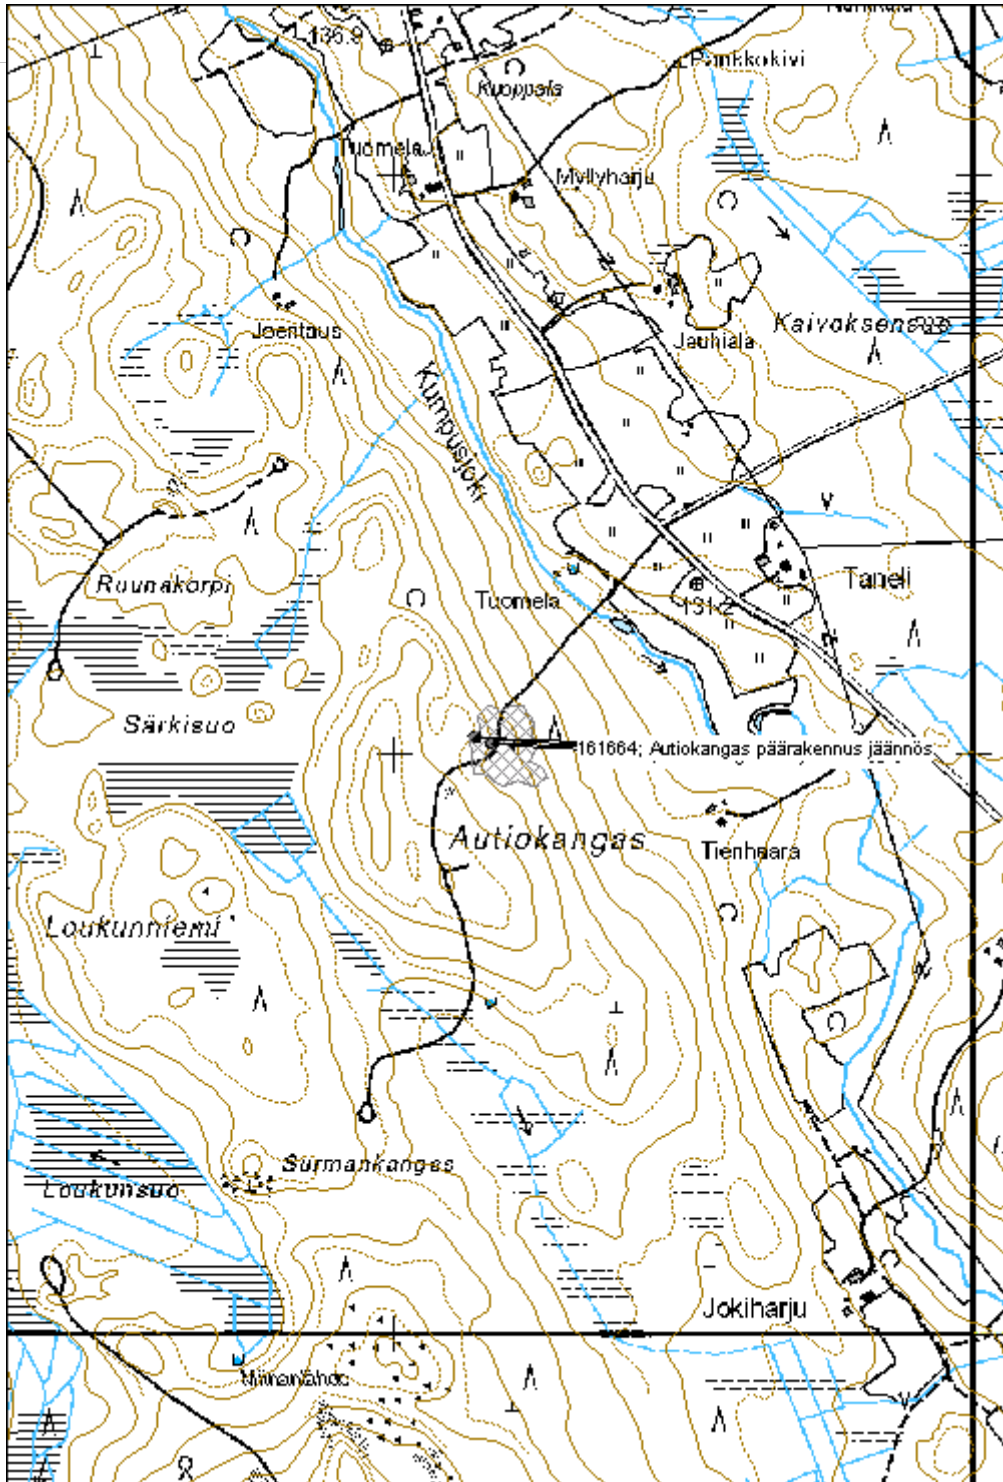 136.9
Pankkokivi
Kuoppala
Tuomela
Myllyharju
Joentaus
Jauhiala
Kaivoksensuo
Kumpusjoki
Ruunakorpi
Tuomela
Taneli
131.2
Särkisuo
161664; Autiokangas päärakennus jäännös
Autiokangas
Tienhaara
Loukunniemi
Surmankangas
Loukunsuo
Jokiharju